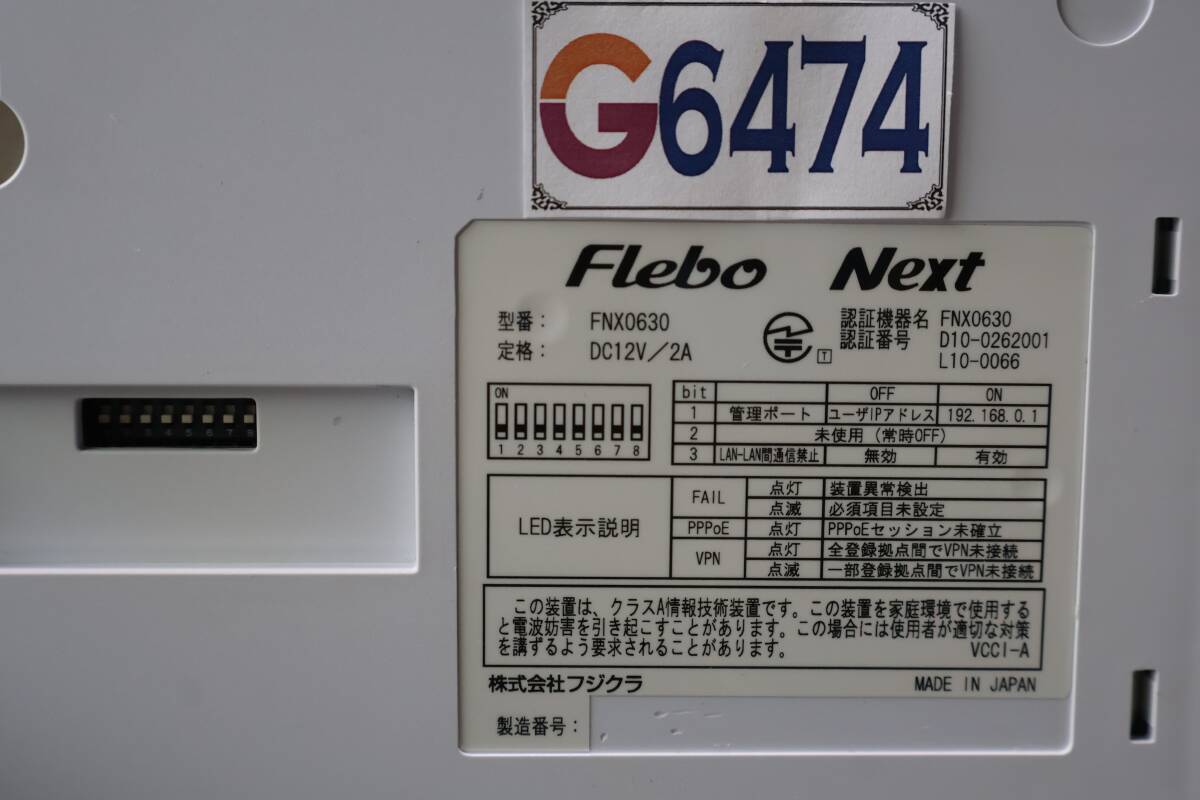 G6474
Flebo Next
型番： FNX0630
定格： DC12V／2A
認証機器名 FNX0630
認証番号 D10-0262001
L10-0066
T
ON
1 2 3 4 5 6 7 8
bit OFF ON
1 管理ポート ユーザIPアドレス 192.168.0.1
2 未使用（常時OFF）
3 LAN-LAN間通信禁止 無効 有効
LED表示説明
FAIL 点灯 装置異常検出
点滅 必須項目未設定
PPPoE 点灯 PPPoEセッション未確立
VPN 点灯 全登録拠点間でVPN未接続
点滅 一部登録拠点間でVPN未接続
この装置は、クラスA情報技術装置です。この装置を家庭環境で使用する
と電波妨害を引き起こすことがあります。この場合には使用者が適切な対策
を講ずるよう要求されることがあります。 VCCI-A
株式会社フジクラ MADE IN JAPAN
製造番号：
3 4 5 6 7 8